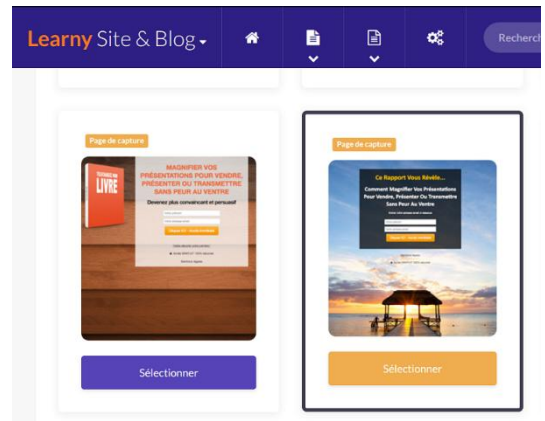 Learny Site & Blog
Recherch
Page de capture
TÉLÉCHARGEZ MON
LIVRE
MAGNIFIER VOS
PRÉSENTATIONS POUR VENDRE,
PRÉSENTER OU TRANSMETTRE
SANS PEUR AU VENTRE
Devenez plus convaincant et persuasif
Sélectionner
Page de capture
Ce Rapport Vous Révèle...
Comment Magnifier Vos Présentations
Pour Vendre, Présenter Ou Transmettre
Sans Peur Au Ventre
Sélectionner